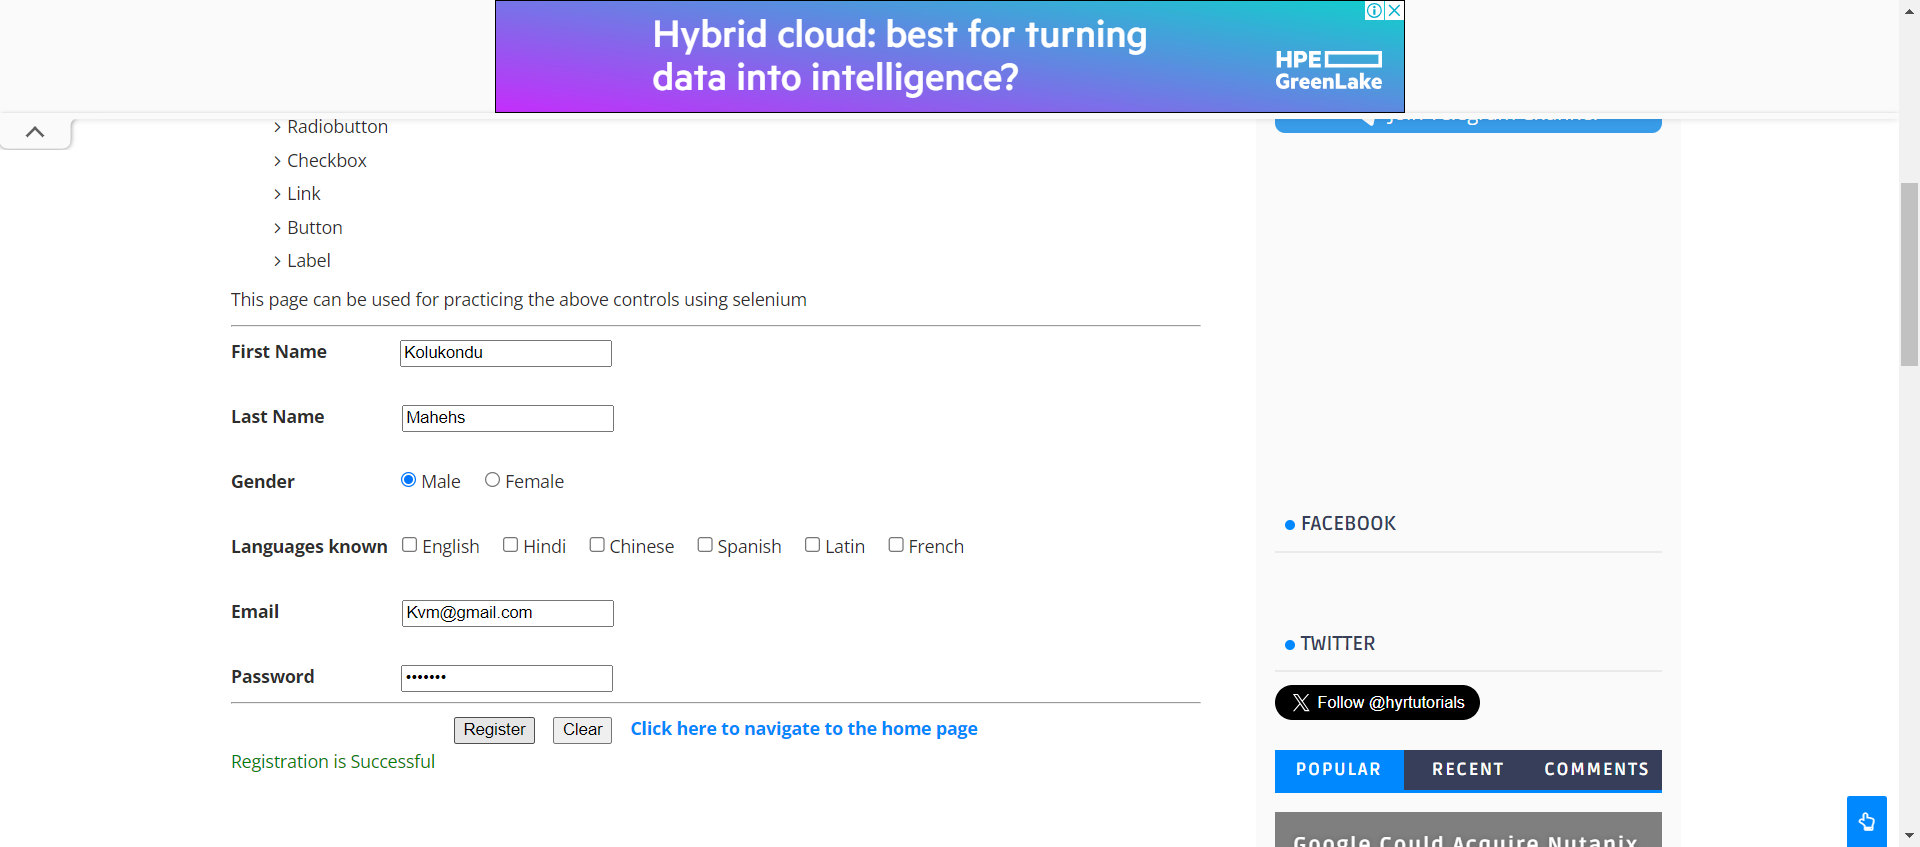 Hybrid cloud: best for turning
data into intelligence?
HPE
GreenLake
Radiobutton
Checkbox
Link
Button
Label
This page can be used for practicing the above controls using selenium
First Name Kolukondu
Last Name Mahehs
Gender Male Female
Languages known English Hindi Chinese Spanish Latin French
Email Kvm@gmail.com
Password •••••••
Register Clear Click here to navigate to the home page
Registration is Successful
Join Telegram Channel
FACEBOOK
TWITTER
Follow @hyrtutorials
POPULAR RECENT COMMENTS
Google Could Acquire Nutanix